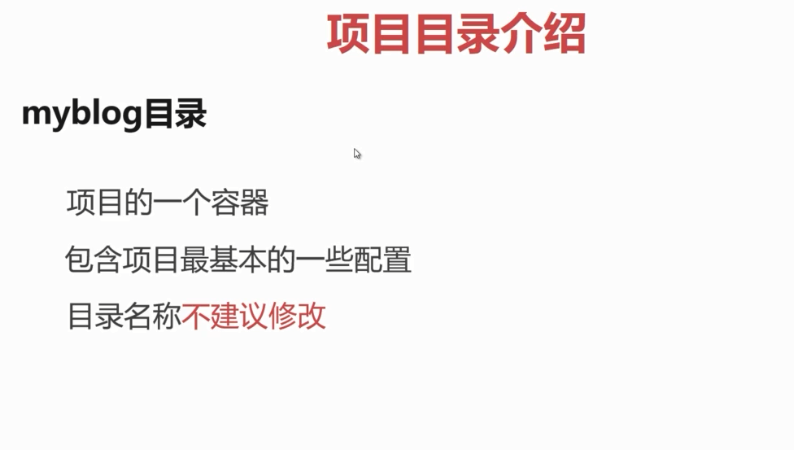 项目目录介绍
myblog目录
项目的一个容器
包含项目最基本的一些配置
目录名称不建议修改